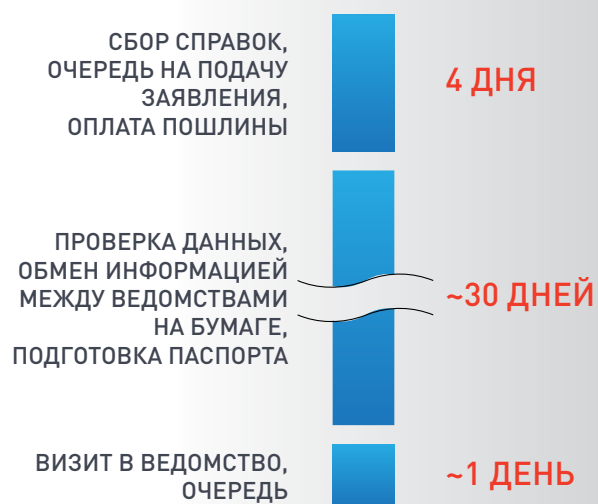 СБОР СПРАВОК,
ОЧЕРЕДЬ НА ПОДАЧУ
ЗАЯВЛЕНИЯ,
ОПЛАТА ПОШЛИНЫ
4 ДНЯ
ПРОВЕРКА ДАННЫХ,
ОБМЕН ИНФОРМАЦИЕЙ
МЕЖДУ ВЕДОМСТВАМИ
НА БУМАГЕ,
ПОДГОТОВКА ПАСПОРТА
~30 ДНЕЙ
ВИЗИТ В ВЕДОМСТВО,
ОЧЕРЕДЬ
~1 ДЕНЬ